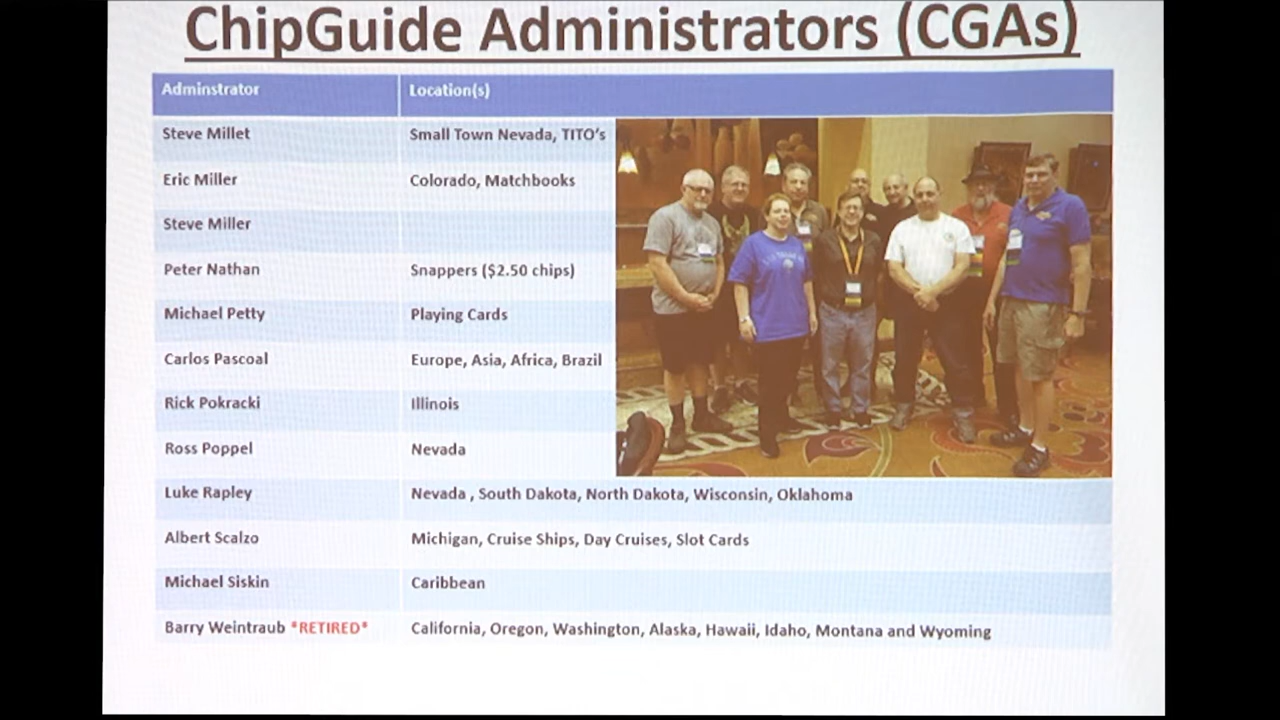 ChipGuide Administrators (CGAs)
Adminstrator Location(s)
Steve Millet Small Town Nevada, TITO's
Eric Miller Colorado, Matchbooks
Steve Miller
Peter Nathan Snappers ($2.50 chips)
Michael Petty Playing Cards
Carlos Pascoal Europe, Asia, Africa, Brazil
Rick Pokracki Illinois
Ross Poppel Nevada
Luke Rapley Nevada , South Dakota, North Dakota, Wisconsin, Oklahoma
Albert Scalzo Michigan, Cruise Ships, Day Cruises, Slot Cards
Michael Siskin Caribbean
Barry Weintraub *RETIRED* California, Oregon, Washington, Alaska, Hawaii, Idaho, Montana and Wyoming